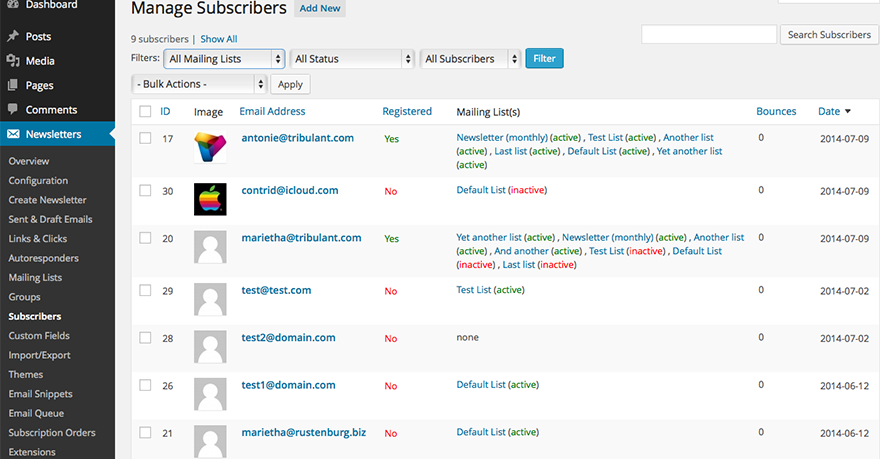 Dashboard
Posts
Media
Pages
Comments
Newsletters
Overview
Configuration
Create Newsletter
Sent & Draft Emails
Links & Clicks
Autoresponders
Mailing Lists
Groups
Subscribers
Custom Fields
Import/Export
Themes
Email Snippets
Email Queue
Subscription Orders
Extensions
Manage Subscribers Add New
9 subscribers | Show All
Search Subscribers
Filters: All Mailing Lists All Status All Subscribers Filter
- Bulk Actions - Apply
ID Image Email Address Registered Mailing List(s) Bounces Date
17 antonie@tribulant.com Yes Newsletter (monthly) (active) , Test List (active) , Another list 0 2014-07-09
(active) , Last list (active) , Default List (active) , Yet another list
(active)
30 contrid@icloud.com No Default List (inactive) 0 2014-07-09
20 marietha@tribulant.com Yes Yet another list (active) , Newsletter (monthly) (active) , Another list 0 2014-07-09
(active) , And another (active) , Test List (inactive) , Default List
(inactive) , Last list (inactive)
29 test@test.com No Test List (active) 0 2014-07-02
28 test2@domain.com No none 0 2014-07-02
26 test1@domain.com No Default List (active) 0 2014-06-12
21 marietha@rustenburg.biz No Default List (active) 0 2014-06-12